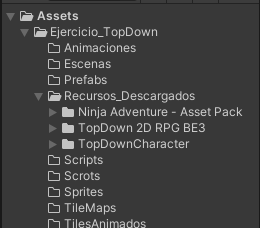 Assets
Ejercicio_TopDown
Animaciones
Escenas
Prefabs
Recursos_Descargados
Ninja Adventure - Asset Pack
TopDown 2D RPG BE3
TopDownCharacter
Scripts
Scrots
Sprites
TileMaps
TilesAnimados